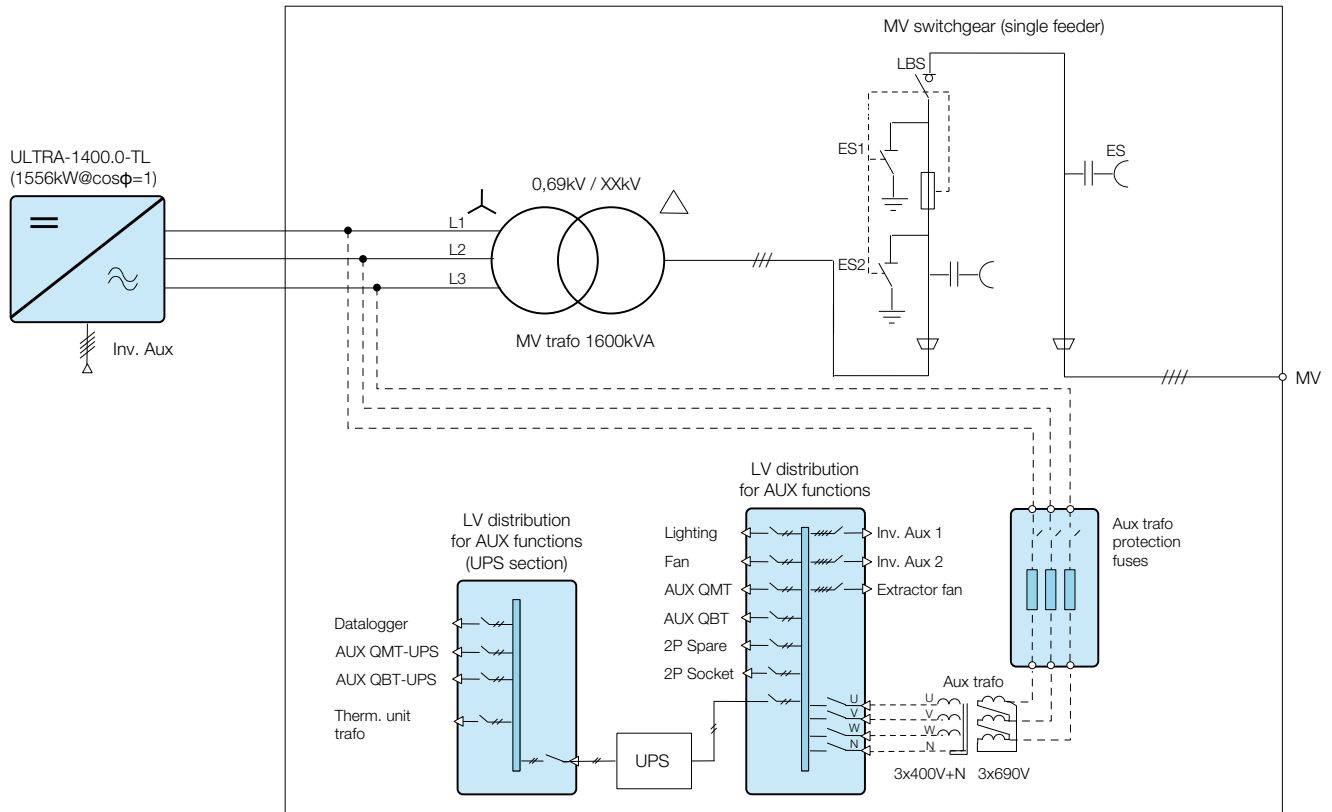 MV switchgear (single feeder)
LBS
ULTRA-1400.0-TL
(1556kW@cosϕ=1)
ES1
ES
0,69kV / XXkV
L1
L2
L3
ES2
MV trafo 1600kVA
Inv. Aux
MV
LV distribution
for AUX functions
LV distribution
for AUX functions
(UPS section)
Lighting
Fan
AUX QMT
AUX QBT
2P Spare
2P Socket
Inv. Aux 1
Inv. Aux 2
Extractor fan
Aux trafo
protection
fuses
Datalogger
AUX QMT-UPS
AUX QBT-UPS
Therm. unit
trafo
UPS
Aux trafo
U
V
W
N
U
V
W
N
3x400V+N
3x690V